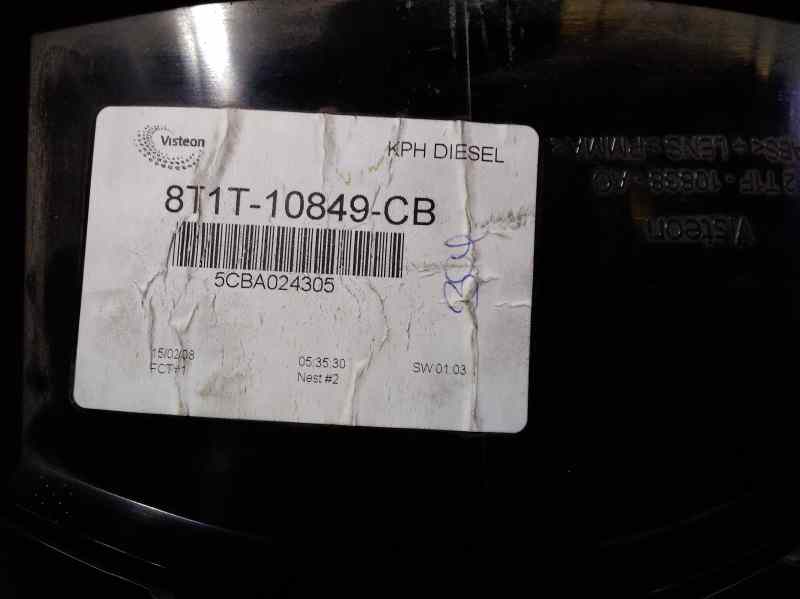 Visteon
KPH DIESEL
8T1T-10849-CB
5CBA024305
15/02/08
05:35:30
SW 01.03
FCT#1
Nest #2
Visteon